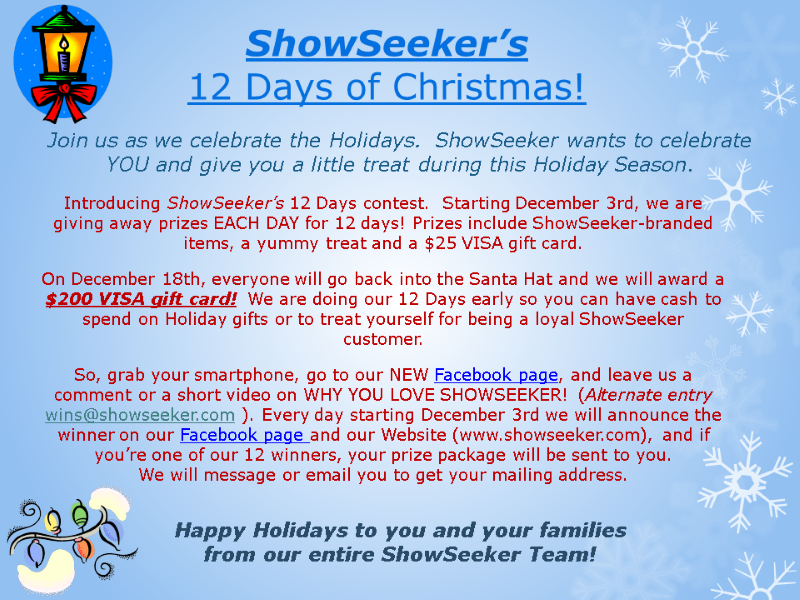 ShowSeeker’s
12 Days of Christmas!
Join us as we celebrate the Holidays.  ShowSeeker wants to celebrate
YOU and give you a little treat during this Holiday Season.
Introducing ShowSeeker’s 12 Days contest.  Starting December 3rd, we are
giving away prizes EACH DAY for 12 days! Prizes include ShowSeeker-branded
items, a yummy treat and a $25 VISA gift card.
On December 18th, everyone will go back into the Santa Hat and we will award a
$200 VISA gift card!  We are doing our 12 Days early so you can have cash to
spend on Holiday gifts or to treat yourself for being a loyal ShowSeeker
customer.
So, grab your smartphone, go to our NEW Facebook page, and leave us a
comment or a short video on WHY YOU LOVE SHOWSEEKER!  (Alternate entry
wins@showseeker.com ). Every day starting December 3rd we will announce the
winner on our Facebook page and our Website (www.showseeker.com),  and if
you’re one of our 12 winners, your prize package will be sent to you.
We will message or email you to get your mailing address.
Happy Holidays to you and your families
from our entire ShowSeeker Team!